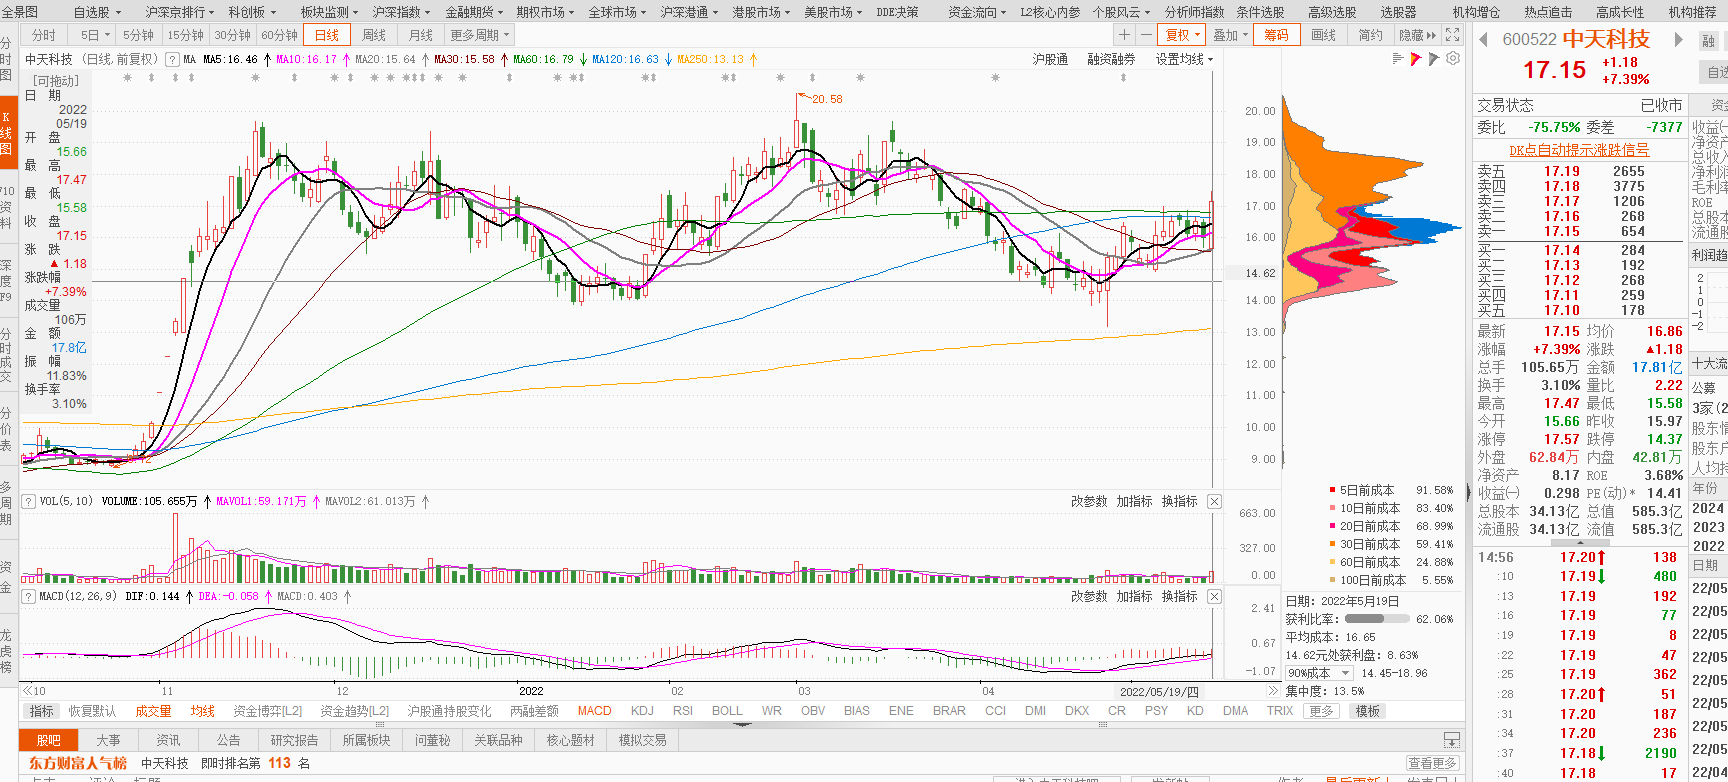 全景图 自选股 沪深京排行 科创板 板块监测 沪深指数 金融期货 期权市场 全球市场 沪深港通 港股市场 美股市场 DDE决策 资金流向 L2核心内参 个股风云 分析师指数 条件选股 高级选股 选股器 机构增仓 热点追击 高成长性 机构推荐
分时 5日 5分钟 15分钟 30分钟 60分钟 日线 周线 月线 更多周期 复权 叠加 筹码 画线 简约 隐藏
600522 中天科技 融
17.15 +1.18 +7.39% 自选
中天科技 (日线,前复权) ? MA MA5:16.46 ↑ MA10:16.17 ↑ MA20:15.64 ↑ MA30:15.58 ↑ MA60:16.79 ↓ MA120:16.63 ↓ MA250:13.13 ↑ 沪股通 融资融券 设置均线
分时图
K线图
710资料
深度F9
分时成交
分价表
多周期
资金
龙虎榜
[可拖动]
日 期
2022
05/19
开 盘
15.66
最 高
17.47
最 低
15.58
收 盘
17.15
涨 跌
▲1.18
涨跌幅
+7.39%
成交量
106万
金 额
17.8亿
振 幅
11.83%
换手率
3.10%
20.58
20.00
19.00
18.00
17.00
16.00
14.62
14.00
13.00
12.00
11.00
10.00
9.00
? VOL(5,10) VOLUME:105.655万 ↑ MAVOL1:59.171万 ↑ MAVOL2:61.013万 ↑ 改参数 加指标 换指标
663.00
327.00
0.00
? MACD(12,26,9) DIF:0.144 ↑ DEA:-0.058 ↑ MACD:0.403 ↑ 改参数 加指标 换指标
2.41
0.67
-1.07
10 11 12 2022 02 03 04 2022/05/19/四
5日前成本 91.58%
10日前成本 83.40%
20日前成本 68.99%
30日前成本 59.41%
60日前成本 24.88%
100日前成本 5.55%
日期: 2022年5月19日
获利比率: 62.06%
平均成本: 16.65
14.62元处获利盘: 8.63%
90%成本 14.45-18.96
集中度: 13.5%
指标 恢复默认 成交量 均线 资金博弈[L2] 资金趋势[L2] 沪股通持股变化 两融差额 MACD KDJ RSI BOLL WR OBV BIAS ENE BRAR CCI DMI DKX CR PSY KD DMA TRIX 更多 模板
股吧 大事 资讯 公告 研究报告 所属板块 问董秘 关联品种 核心题材 模拟交易
东方财富人气榜 中天科技 即时排名第 113 名 查看更多
交易状态 已收市
委比 -75.75% 委差 -7377
DK点自动提示涨跌信号
卖五 17.19 2655
卖四 17.18 3775
卖三 17.17 1206
卖二 17.16 268
卖一 17.15 654
买一 17.14 284
买二 17.13 192
买三 17.12 268
买四 17.11 259
买五 17.10 178
最新 17.15 均价 16.86
涨幅 +7.39% 涨跌 ▲1.18
总手 105.65万 金额 17.81亿
换手 3.10% 量比 2.22
最高 17.47 最低 15.58
今开 15.66 昨收 15.97
涨停 17.57 跌停 14.37
外盘 62.84万 内盘 42.81万
净资产 8.17 ROE 3.68%
收益㈠ 0.298 PE(动)* 14.41
总股本 34.13亿 总值 585.3亿
流通股 34.13亿 流值 585.3亿
14:56 17.20↑ 138
:10 17.19↓ 480
:13 17.19 192
:16 17.19 77
:19 17.19 8
:22 17.19 47
:25 17.19 362
:28 17.20↑ 51
:31 17.20 187
:34 17.20 236
:37 17.18↓ 2190
:40 17.18 17
利润趋
2
1
0
-1
-2
十大流
公募
3家(2
股东情
股东户
人均持
年份
2024
2023
2022
日期
22/05
22/05
22/05
22/05
22/05
22/05
22/05
22/05
22/04